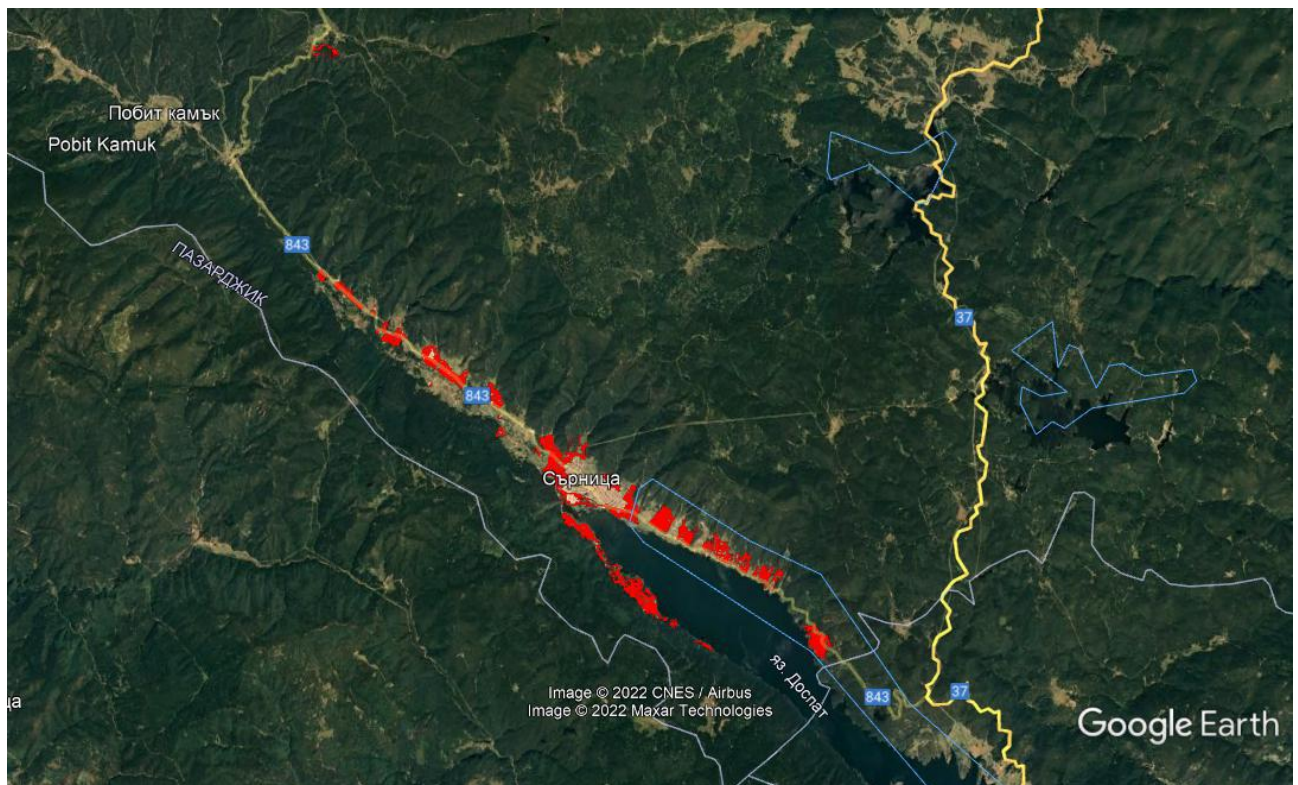 Побит камък
Pobit Kamuk
843
ПАЗАРДЖИК
37
843
Сърница
яз. Доспат
ца
843
37
Image © 2022 CNES / Airbus
Image © 2022 Maxar Technologies
Google Earth